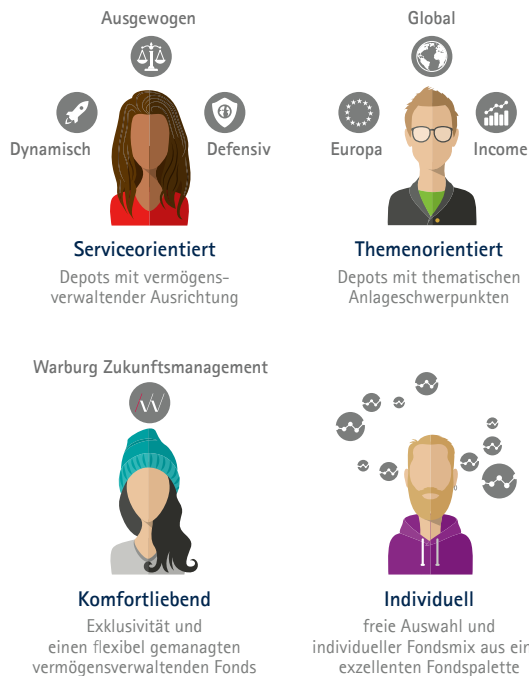 Ausgewogen
Dynamisch
Defensiv
Serviceorientiert
Depots mit vermögens-
verwaltender Ausrichtung
Global
Europa
Income
Themenorientiert
Depots mit thematischen
Anlageschwerpunkten
Warburg Zukunftsmanagement
Komfortliebend
Exklusivität und
einen flexibel gemanagten
vermögensverwaltenden Fonds
Individuell
freie Auswahl und
individueller Fondsmix aus ein
exzellenten Fondspalette